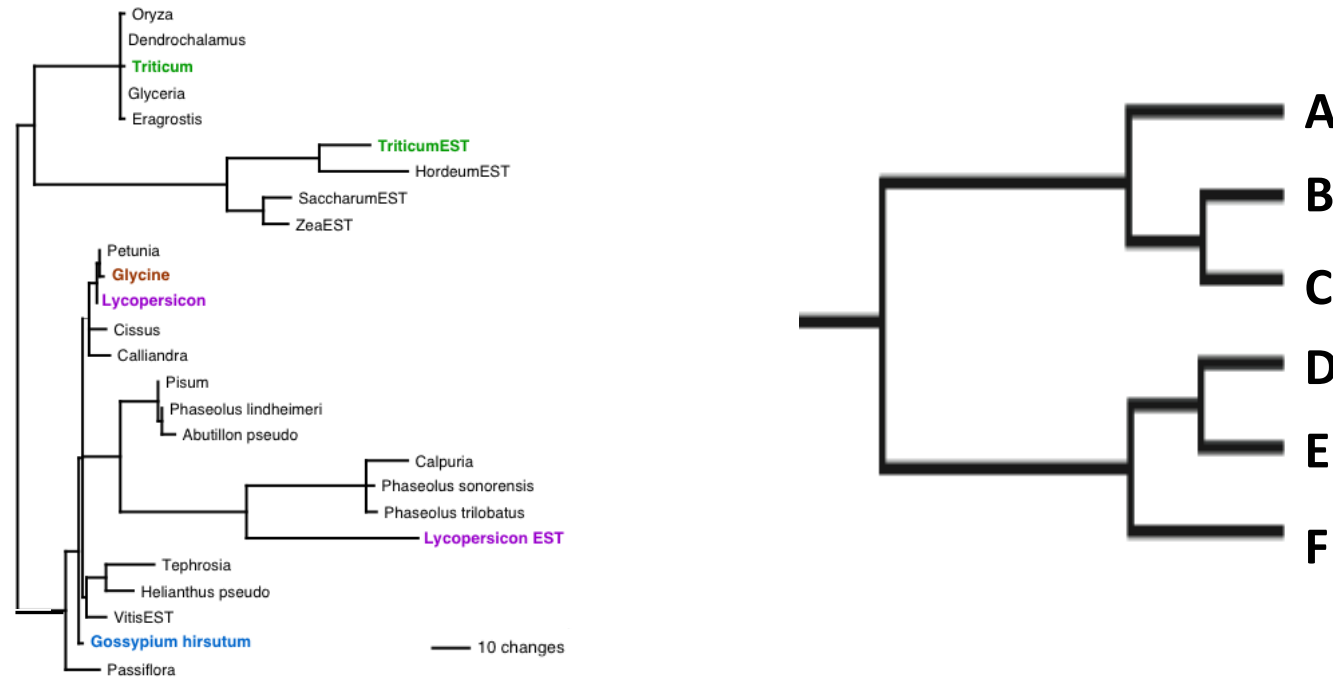 Oryza
Dendrochalamus
Triticum
Glyceria
Eragrostis
TriticumEST
HordeumEST
SaccharumEST
ZeaEST
Petunia
Glycine
Lycopersicon
Cissus
Calliandra
Pisum
Phaseolus lindheimeri
Abutillon pseudo
Calpuria
Phaseolus sonorensis
Phaseolus trilobatus
Lycopersicon EST
Tephrosia
Helianthus pseudo
VitisEST
Gossypium hirsutum
Passiflora
10 changes
A
B
C
D
E
F